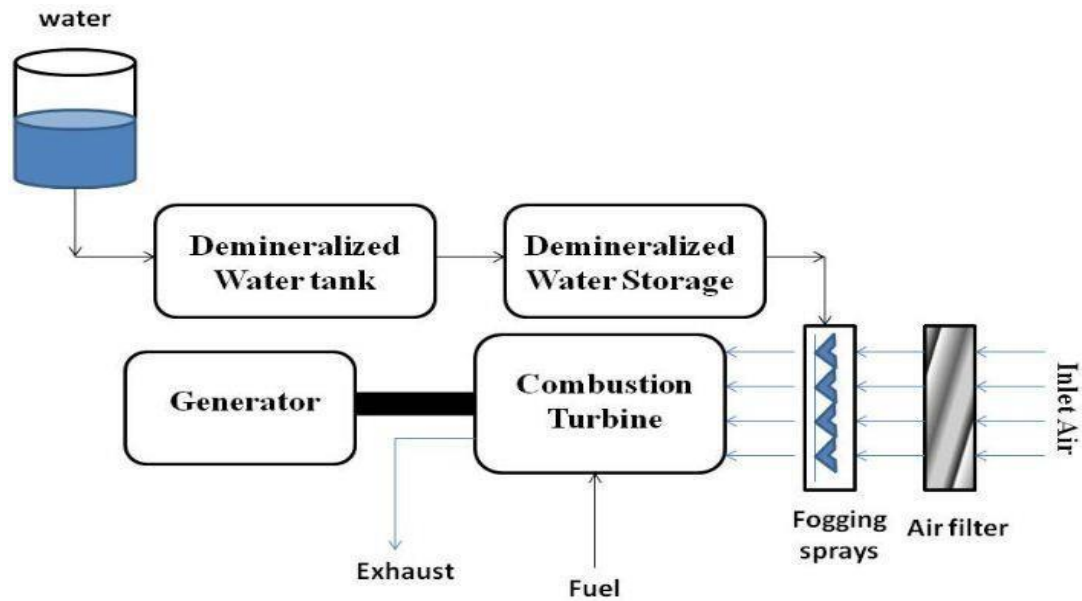 water
Demineralized
Water tank
Demineralized
Water Storage
Generator
Combustion
Turbine
Inlet Air
Fogging
sprays
Air filter
Exhaust
Fuel